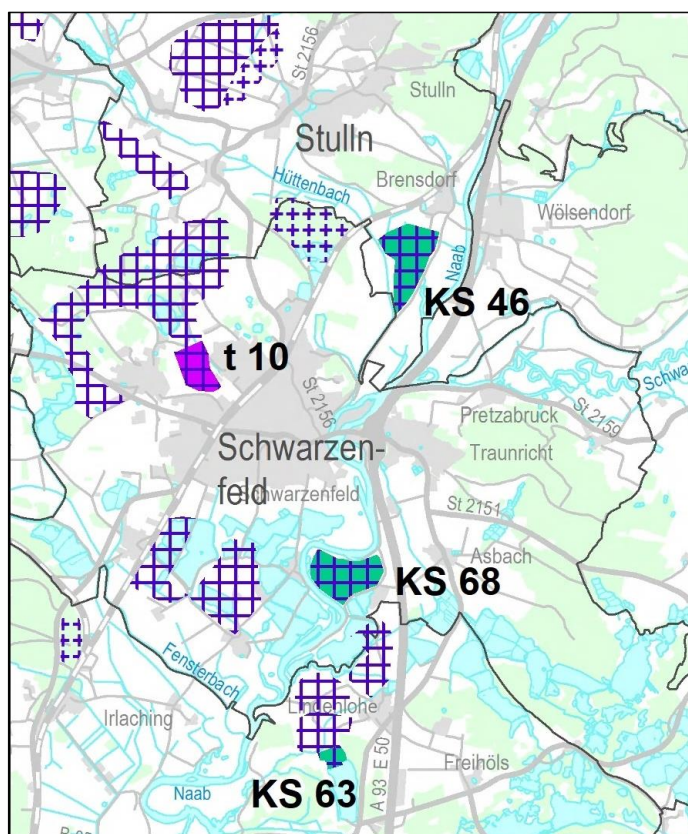 St 2156
Stulln
Stulln
Hüttenbach
Brensdorf
Wölsendorf
Naab
KS 46
t 10
St 2156
Schwa
Pretzabruck
St 2159
Schwarzen-
feld
Traunricht
Schwarzenfeld
St 2151
Asbach
KS 68
Fensterbach
Irlaching
Lindenlohe
Freihöls
A 93 E 50
KS 63
Naab